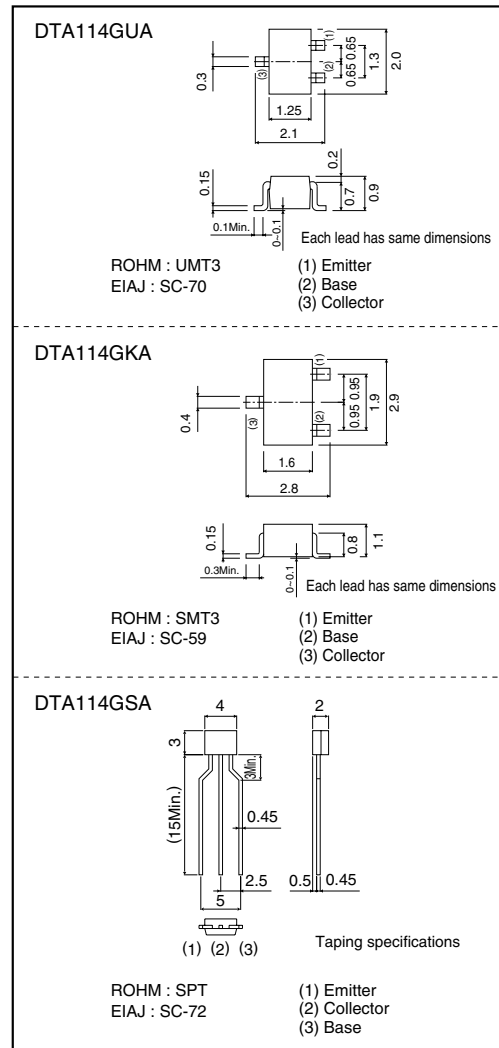 DTA114GUA
(1)
(2)
(3)
0.3
0.65 0.65
1.3
2.0
1.25
2.1
0.2
0.15
0.7
0.9
0.1Min.
0~0.1
Each lead has same dimensions
ROHM : UMT3
EIAJ : SC-70
(1) Emitter
(2) Base
(3) Collector
DTA114GKA
(1)
(2)
(3)
0.4
0.95 0.95
1.9
2.9
1.6
2.8
0.15
0.8
1.1
0.3Min.
0~0.1
Each lead has same dimensions
ROHM : SMT3
EIAJ : SC-59
(1) Emitter
(2) Base
(3) Collector
DTA114GSA
4
2
3
(15Min.)
3Min.
0.45
2.5
5
0.5
0.45
(1) (2) (3)
Taping specifications
ROHM : SPT
EIAJ : SC-72
(1) Emitter
(2) Collector
(3) Base